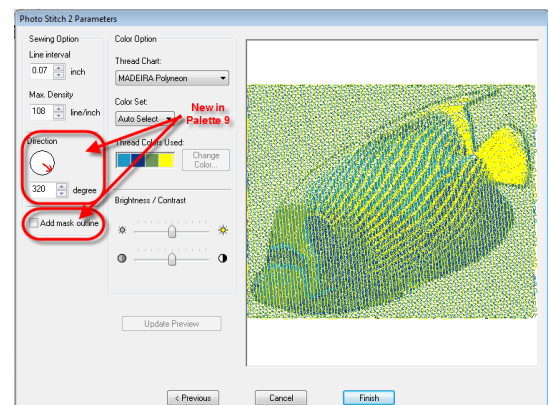 Photo Stitch 2 Parameters
Sewing Option
Line interval
0.07 inch
Max. Density
108 line/inch
Direction
320 degree
Add mask outline
Color Option
Thread Chart:
MADEIRA Polyneon
Color Set:
Auto Select
New in
Palette 9
Thread Colors Used:
Change
Color...
Brightness / Contrast
Update Preview
< Previous
Cancel
Finish